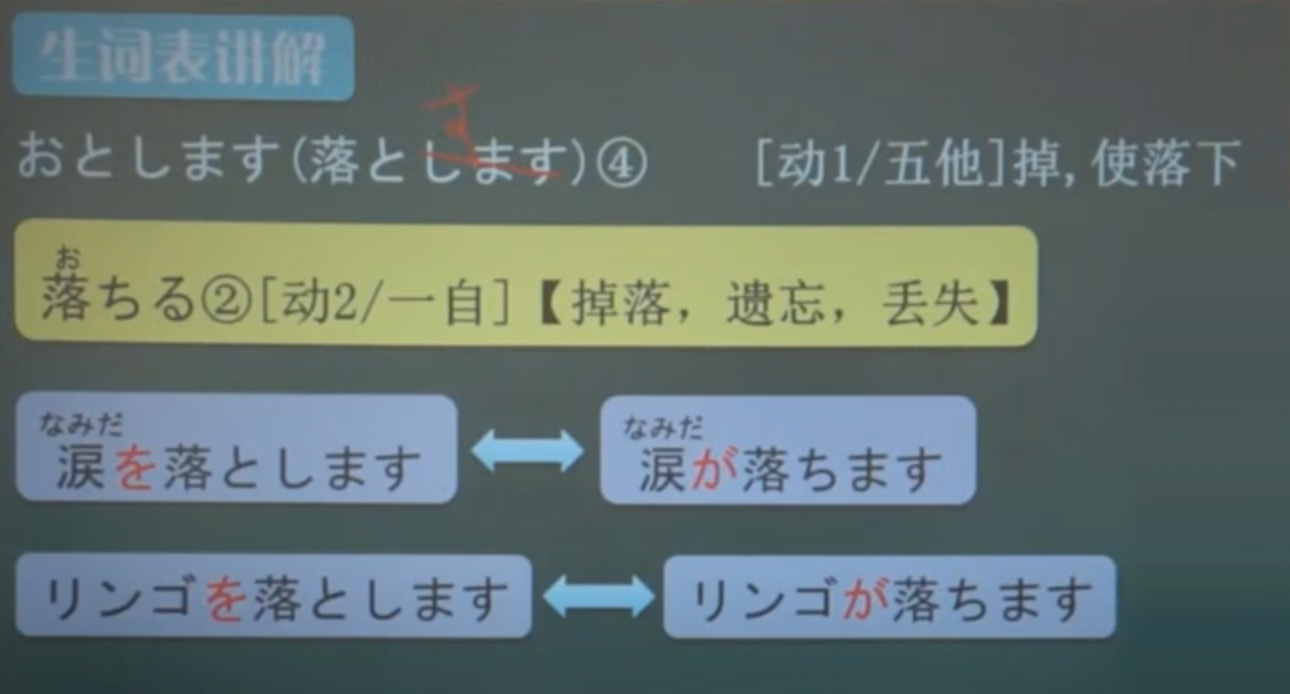 生词表讲解
おとします(落とします)④ [动1/五他]掉,使落下
お
落ちる②[动2/一自]【掉落，遗忘，丢失】
なみだ なみだ
涙を落とします 涙が落ちます
リンゴを落とします リンゴが落ちます